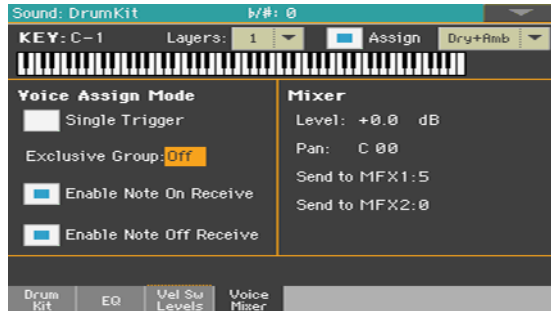 Sound: DrumKit b/#: 0
KEY: C-1 Layers: 1 Assign Dry+Amb
Voice Assign Mode
Single Trigger
Exclusive Group: Off
Enable Note On Receive
Enable Note Off Receive
Mixer
Level: +0.0 dB
Pan: C 00
Send to MFX1:5
Send to MFX2:0
Drum Kit
EQ
Vel Sw Levels
Voice Mixer